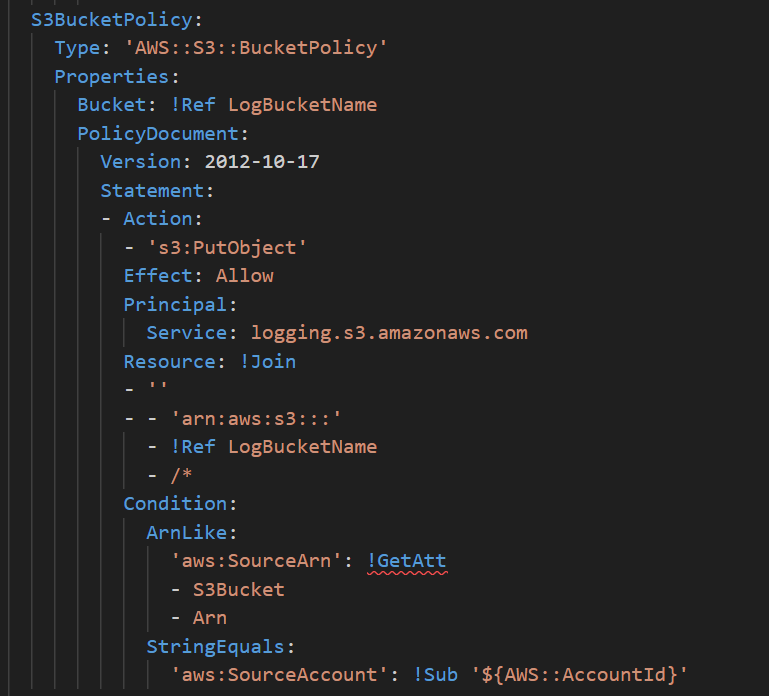 S3BucketPolicy:
Type: 'AWS::S3::BucketPolicy'
Properties:
Bucket: !Ref LogBucketName
PolicyDocument:
Version: 2012-10-17
Statement:
- Action:
- 's3:PutObject'
Effect: Allow
Principal:
Service: logging.s3.amazonaws.com
Resource: !Join
- ''
- - 'arn:aws:s3:::'
- !Ref LogBucketName
- /*
Condition:
ArnLike:
'aws:SourceArn': !GetAtt
- S3Bucket
- Arn
StringEquals:
'aws:SourceAccount': !Sub '${AWS::AccountId}'